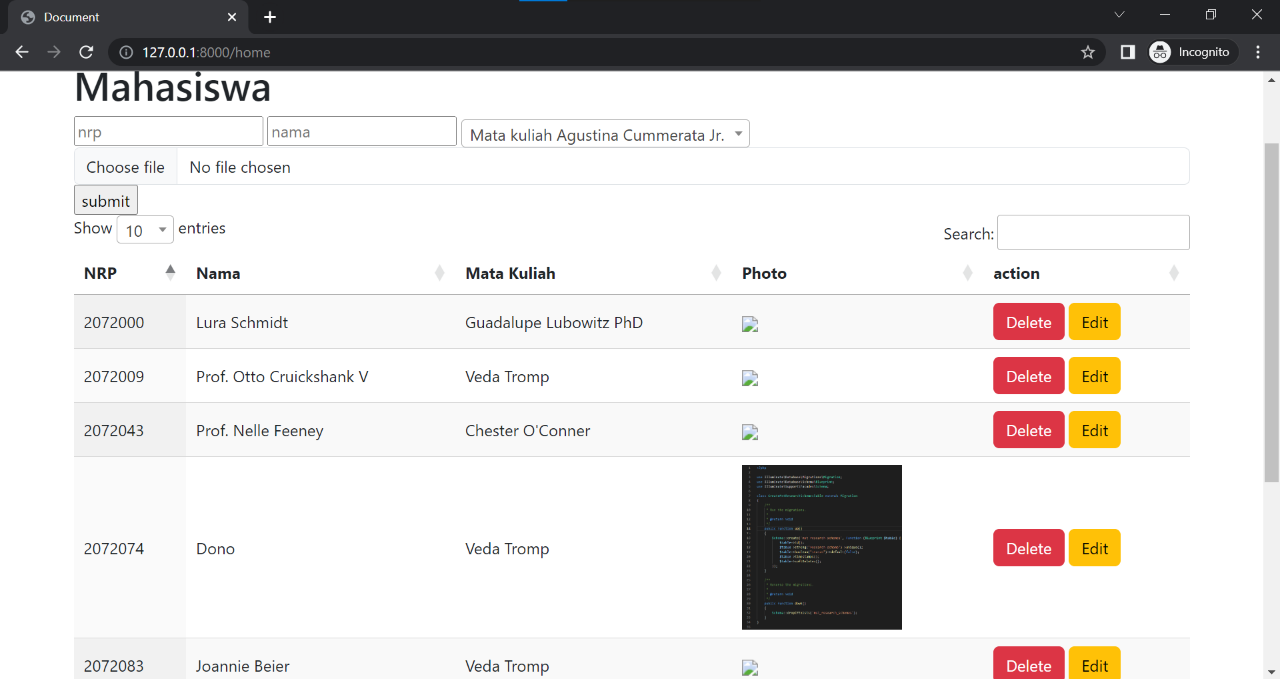 Document
127.0.0.1:8000/home
Incognito
Mahasiswa
nrp nama Mata kuliah Agustina Cummerata Jr.
Choose file No file chosen
submit
Show 10 entries Search:
NRP Nama Mata Kuliah Photo action
2072000 Lura Schmidt Guadalupe Lubowitz PhD Delete Edit
2072009 Prof. Otto Cruickshank V Veda Tromp Delete Edit
2072043 Prof. Nelle Feeney Chester O'Conner Delete Edit
2072074 Dono Veda Tromp Delete Edit
2072083 Joannie Beier Veda Tromp Delete Edit